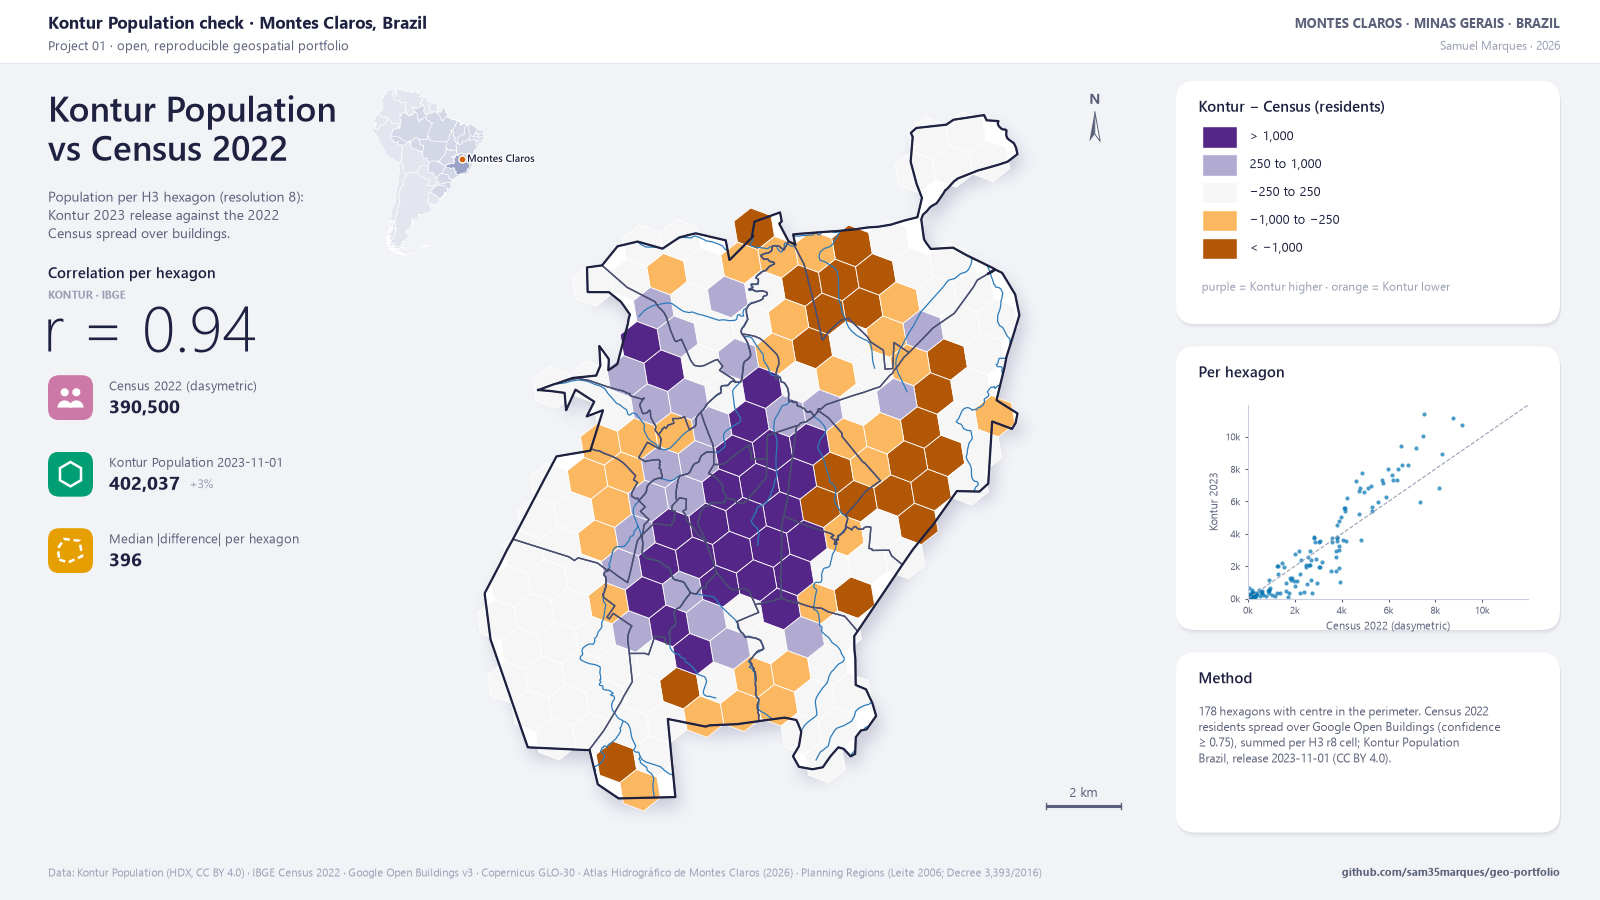 Kontur Population check · Montes Claros, Brazil
Project 01 · open, reproducible geospatial portfolio
MONTES CLAROS · MINAS GERAIS · BRAZIL
Samuel Marques · 2026
Kontur Population
vs Census 2022
Population per H3 hexagon (resolution 8):
Kontur 2023 release against the 2022
Census spread over buildings.
Correlation per hexagon
KONTUR · IBGE
r = 0.94
Census 2022 (dasymetric)
390,500
Kontur Population 2023-11-01
402,037 +3%
Median |difference| per hexagon
396
Montes Claros
N
2 km
Kontur − Census (residents)
> 1,000
250 to 1,000
−250 to 250
−1,000 to −250
< −1,000
purple = Kontur higher · orange = Kontur lower
Per hexagon
Kontur 2023
10k
8k
6k
4k
2k
0k
0k 2k 4k 6k 8k 10k
Census 2022 (dasymetric)
Method
178 hexagons with centre in the perimeter. Census 2022
residents spread over Google Open Buildings (confidence
≥ 0.75), summed per H3 r8 cell; Kontur Population
Brazil, release 2023-11-01 (CC BY 4.0).
Data: Kontur Population (HDX, CC BY 4.0) · IBGE Census 2022 · Google Open Buildings v3 · Copernicus GLO-30 · Atlas Hidrográfico de Montes Claros (2026) · Planning Regions (Leite 2006; Decree 3,393/2016)
github.com/sam35marques/geo-portfolio